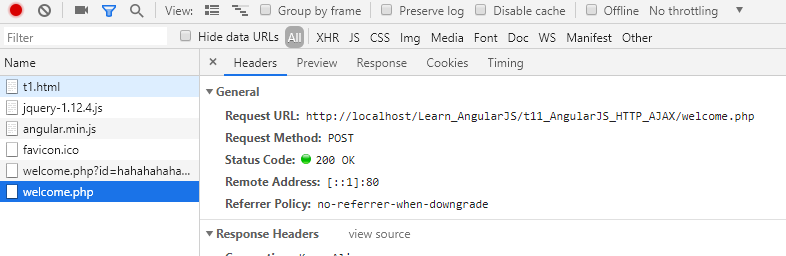 View: Group by frame Preserve log Disable cache Offline No throttling
Filter Hide data URLs All XHR JS CSS Img Media Font Doc WS Manifest Other
Name
t1.html
jquery-1.12.4.js
angular.min.js
favicon.ico
welcome.php?id=hahahahaha...
welcome.php
× Headers Preview Response Cookies Timing
General
Request URL: http://localhost/Learn_AngularJS/t11_AngularJS_HTTP_AJAX/welcome.php
Request Method: POST
Status Code: 200 OK
Remote Address: [::1]:80
Referrer Policy: no-referrer-when-downgrade
Response Headers view source